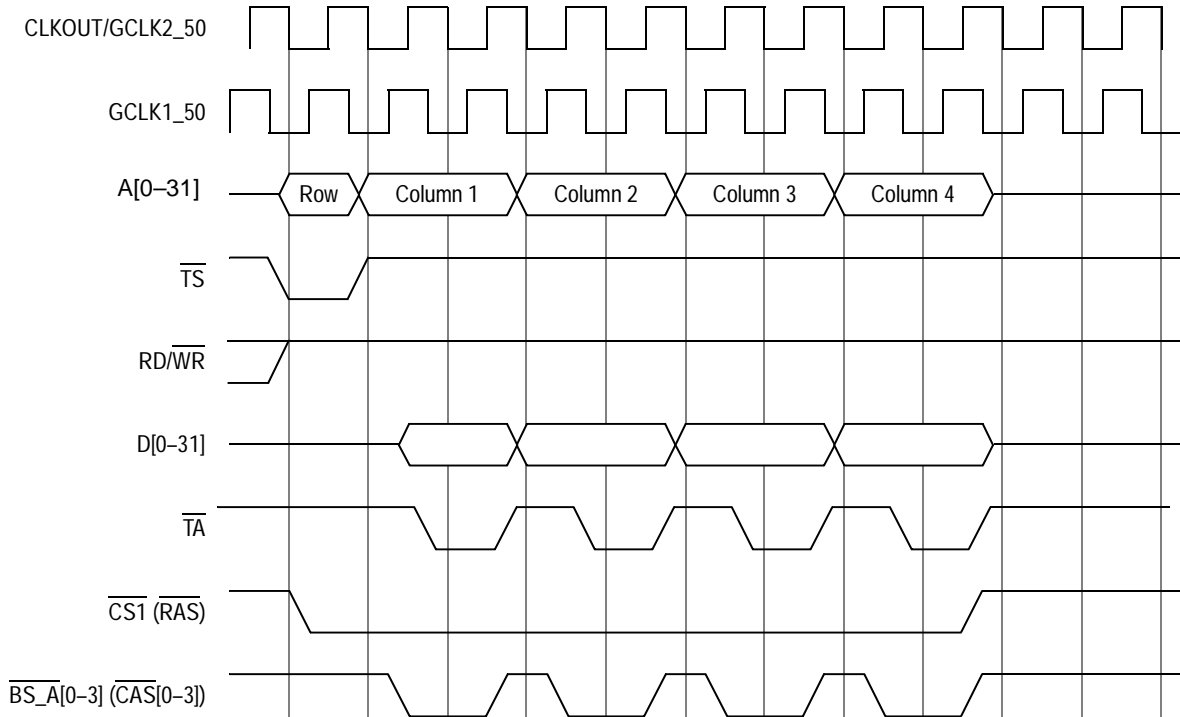 CLKOUT/GCLK2_50
GCLK1_50
A[0–31]
Row Column 1 Column 2 Column 3 Column 4
TS
RD/WR
D[0–31]
TA
CS1 (RAS)
BS_A[0–3] (CAS[0–3])